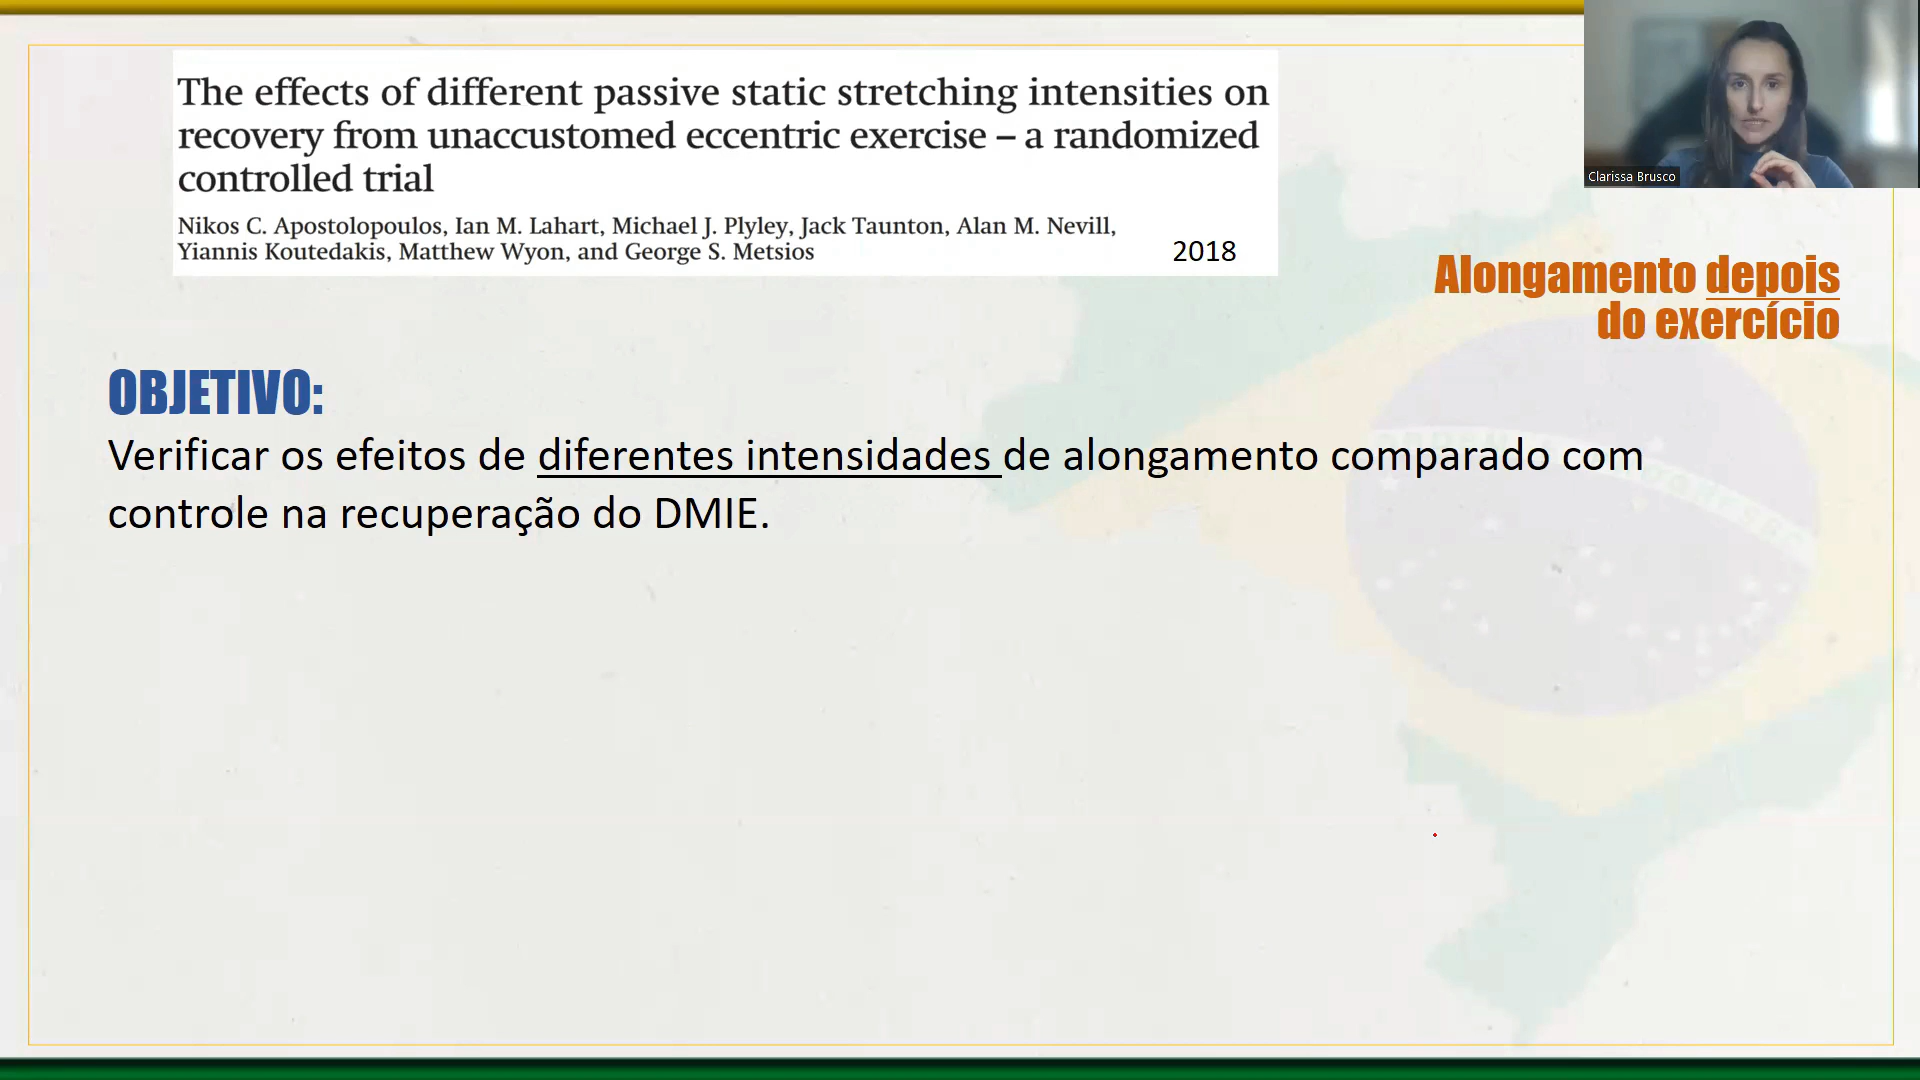 The effects of different passive static stretching intensities on
recovery from unaccustomed eccentric exercise – a randomized
controlled trial
Nikos C. Apostolopoulos, Ian M. Lahart, Michael J. Plyley, Jack Taunton, Alan M. Nevill,
Yiannis Koutedakis, Matthew Wyon, and George S. Metsios
2018
Clarissa Brusco
Alongamento depois
do exercício
OBJETIVO:
Verificar os efeitos de diferentes intensidades de alongamento comparado com
controle na recuperação do DMIE.